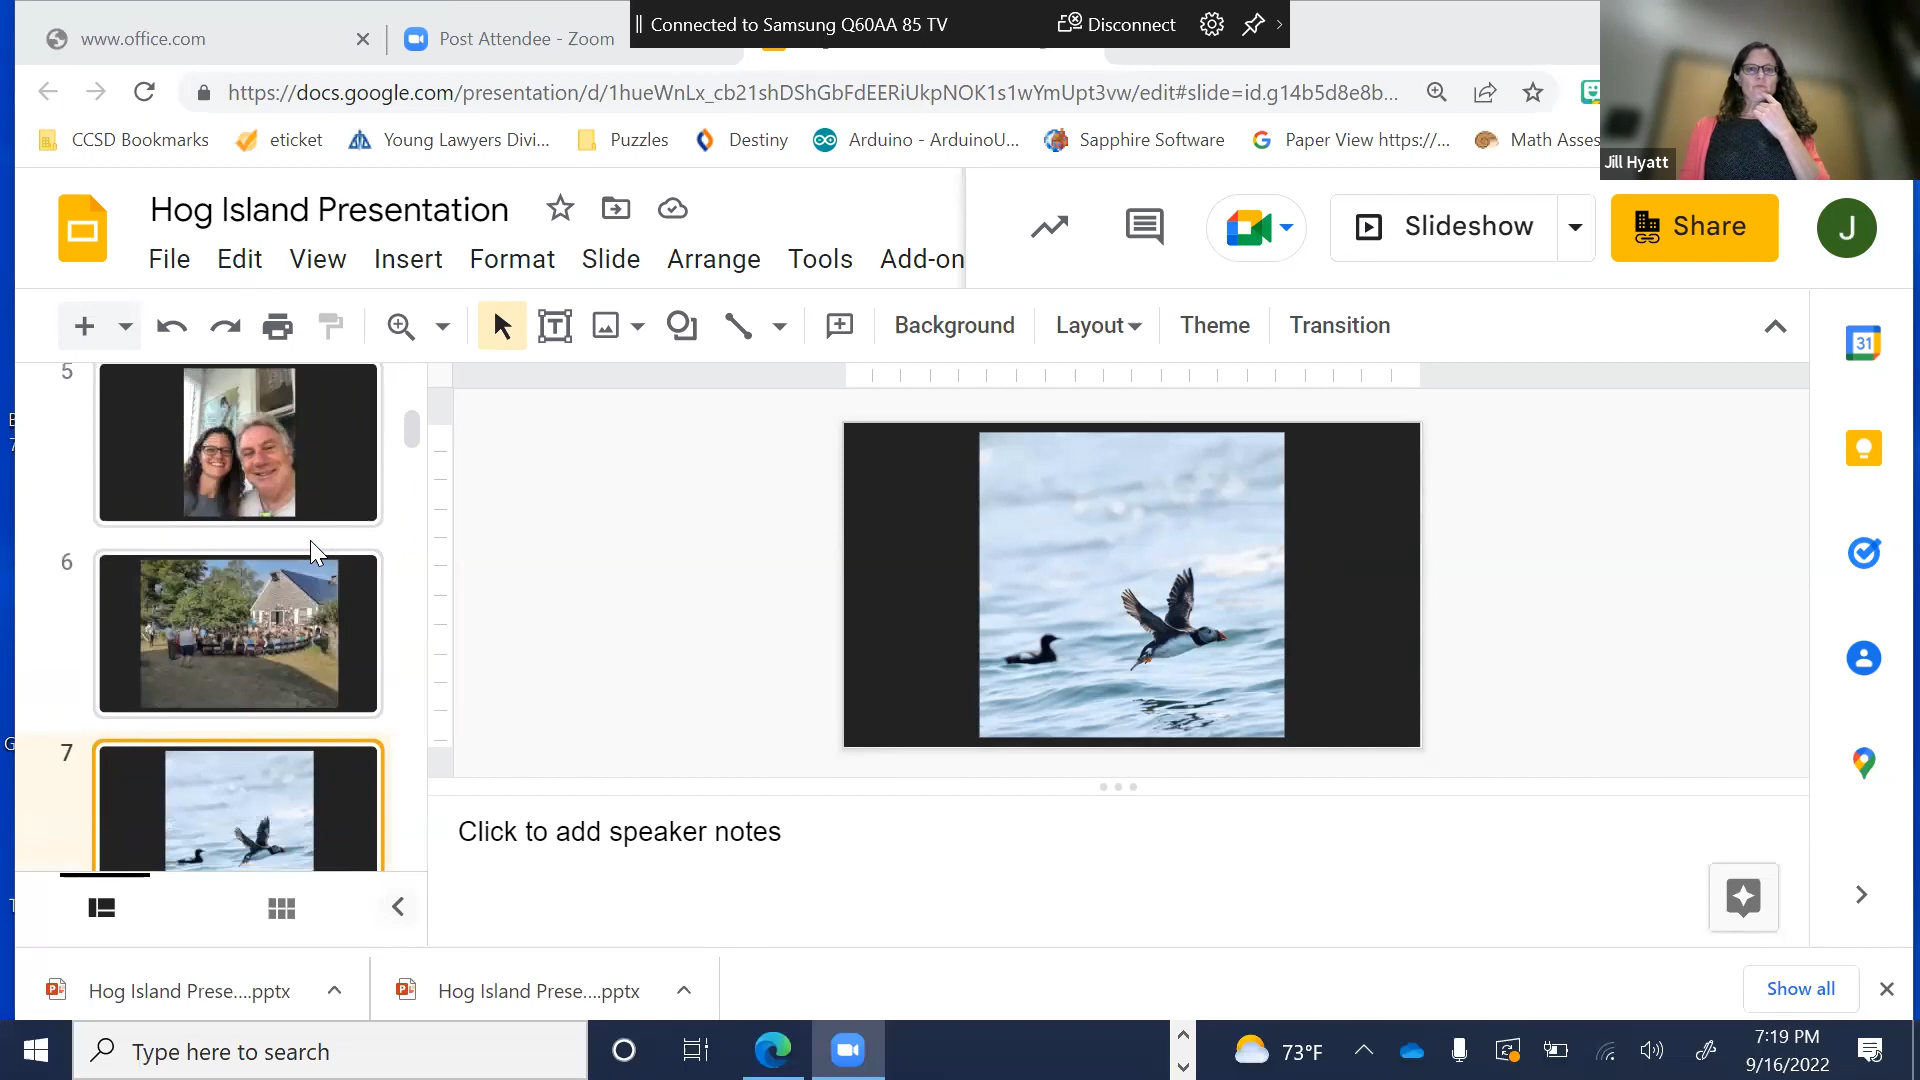 www.office.com
Post Attendee - Zoom
Connected to Samsung Q60AA 85 TV
Disconnect
https://docs.google.com/presentation/d/1hueWnLx_cb21shDShGbFdEERiUkpNOK1s1wYmUpt3vw/edit#slide=id.g14b5d8e8b...
CCSD Bookmarks
eticket
Young Lawyers Divi...
Puzzles
Destiny
Arduino - ArduinoU...
Sapphire Software
Paper View https://...
Math Asses
Jill Hyatt
Hog Island Presentation
Slideshow
Share
J
File Edit View Insert Format Slide Arrange Tools Add-on
Background
Layout
Theme
Transition
31
5
6
7
Click to add speaker notes
Hog Island Prese....pptx
Hog Island Prese....pptx
Show all
Type here to search
73°F
7:19 PM
9/16/2022